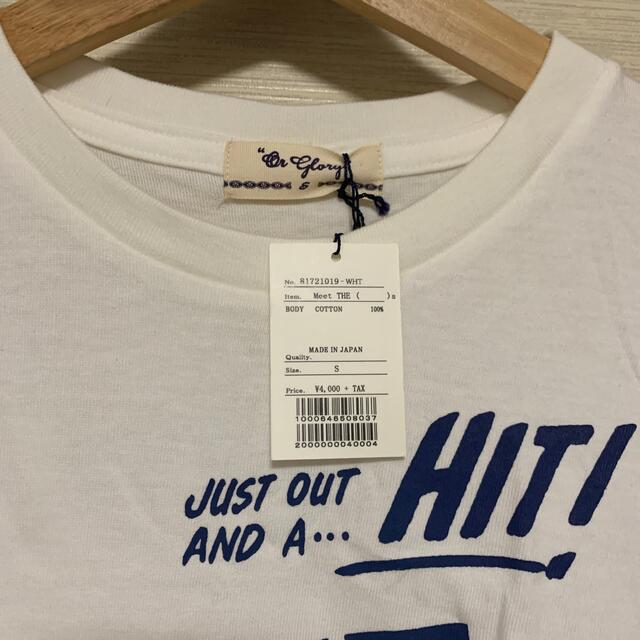 "Or Glory"
S
No. 81721019-WHT
Item. Meet THE (      )s
BODY COTTON 100%
MADE IN JAPAN
Quality.
Size. S
Price. ¥4,000 + TAX
1000646508037
2000000040004
JUST OUT
AND A... HIT!